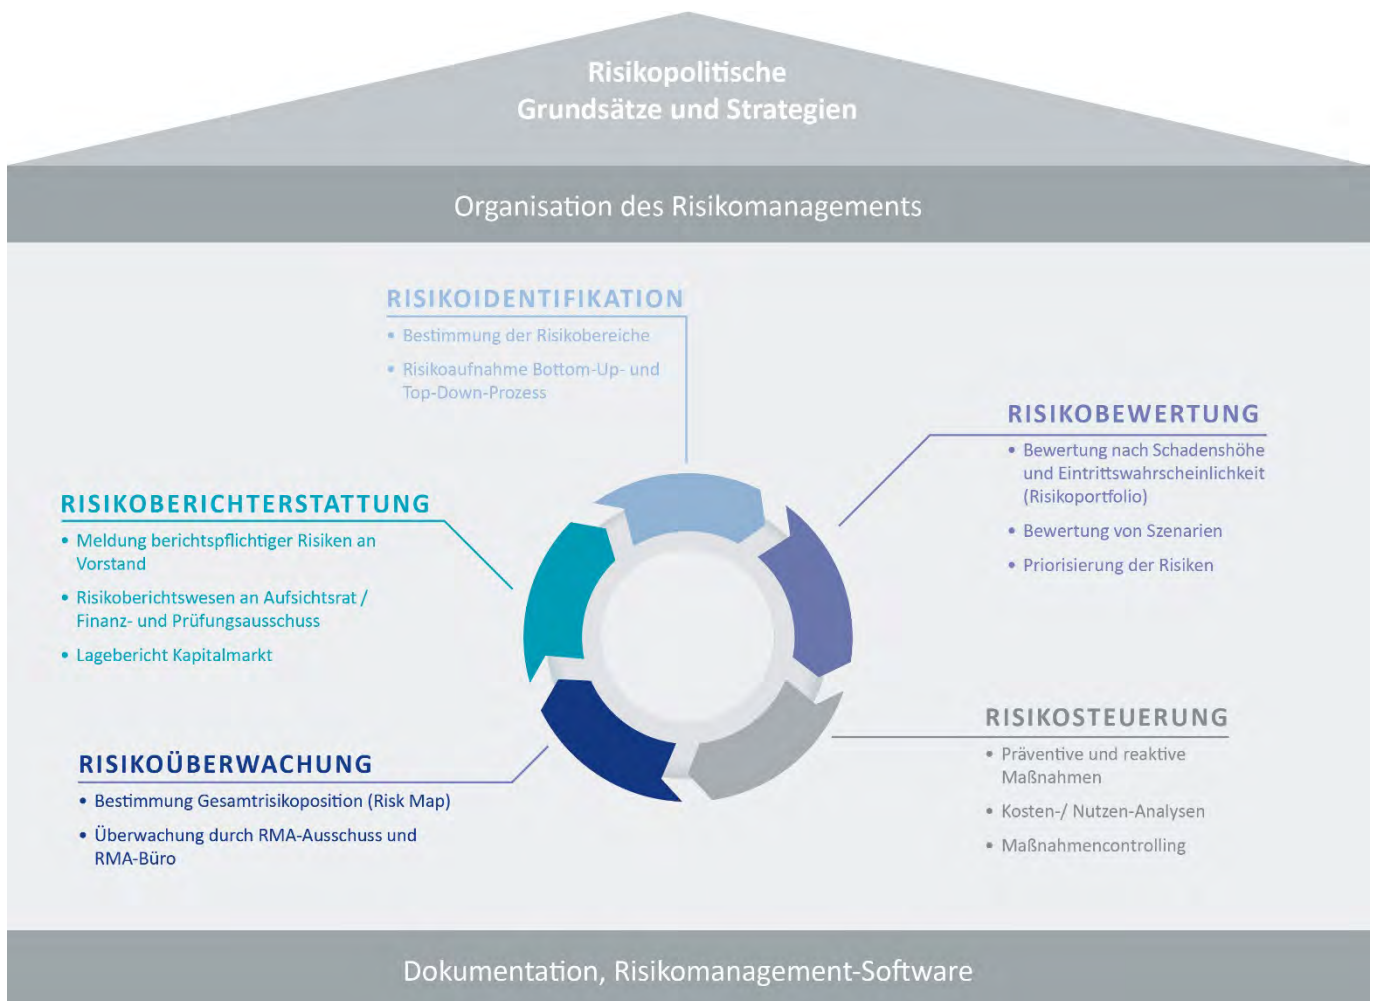 Risikopolitische
Grundsätze und Strategien
Organisation des Risikomanagements
RISIKOIDENTIFIKATION
• Bestimmung der Risikobereiche
• Risikoaufnahme Bottom-Up- und
Top-Down-Prozess
RISIKOBEWERTUNG
• Bewertung nach Schadenshöhe
und Eintrittswahrscheinlichkeit
(Risikoportfolio)
• Bewertung von Szenarien
• Priorisierung der Risiken
RISIKOSTEUERUNG
• Präventive und reaktive
Maßnahmen
• Kosten-/ Nutzen-Analysen
• Maßnahmencontrolling
RISIKOÜBERWACHUNG
• Bestimmung Gesamtrisikoposition (Risk Map)
• Überwachung durch RMA-Ausschuss und
RMA-Büro
RISIKOBERICHTERSTATTUNG
• Meldung berichtspflichtiger Risiken an
Vorstand
• Risikoberichtswesen an Aufsichtsrat /
Finanz- und Prüfungsausschuss
• Lagebericht Kapitalmarkt
Dokumentation, Risikomanagement-Software